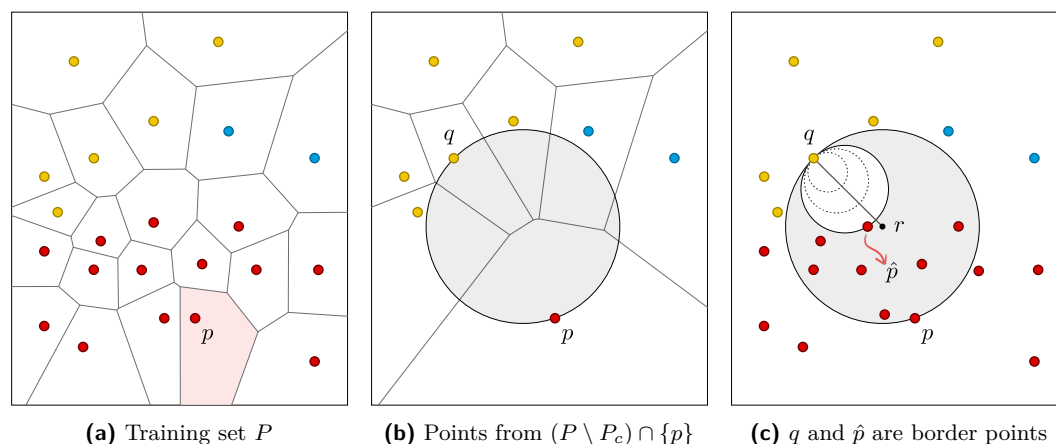 p
(a) Training set P
q
p
(b) Points from (P \ P_c) ∩ {p}
q
r
p̂
p
(c) q and p̂ are border points